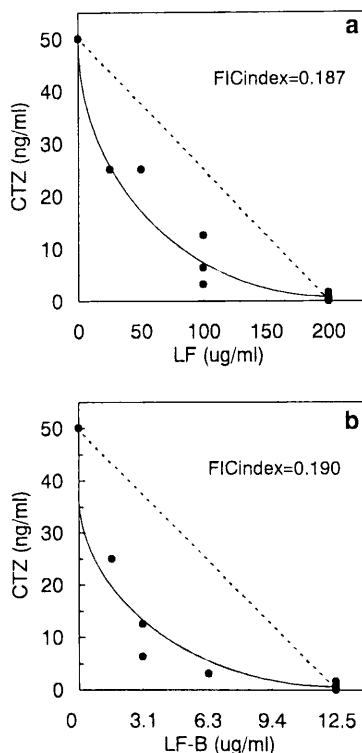 a
FICindex=0.187
CTZ (ng/ml)
50
40
30
20
10
0
0 50 100 150 200
LF (ug/ml)
b
FICindex=0.190
CTZ (ng/ml)
50
40
30
20
10
0
0 3.1 6.3 9.4 12.5
LF-B (ug/ml)